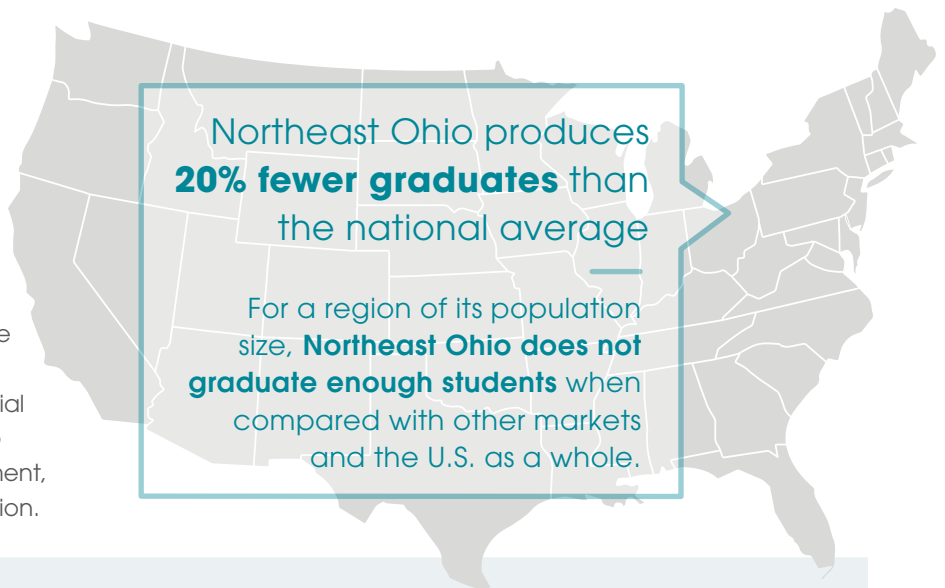 Northeast Ohio produces
20% fewer graduates than
the national average
For a region of its population
size, Northeast Ohio does not
graduate enough students when
compared with other markets
and the U.S. as a whole.